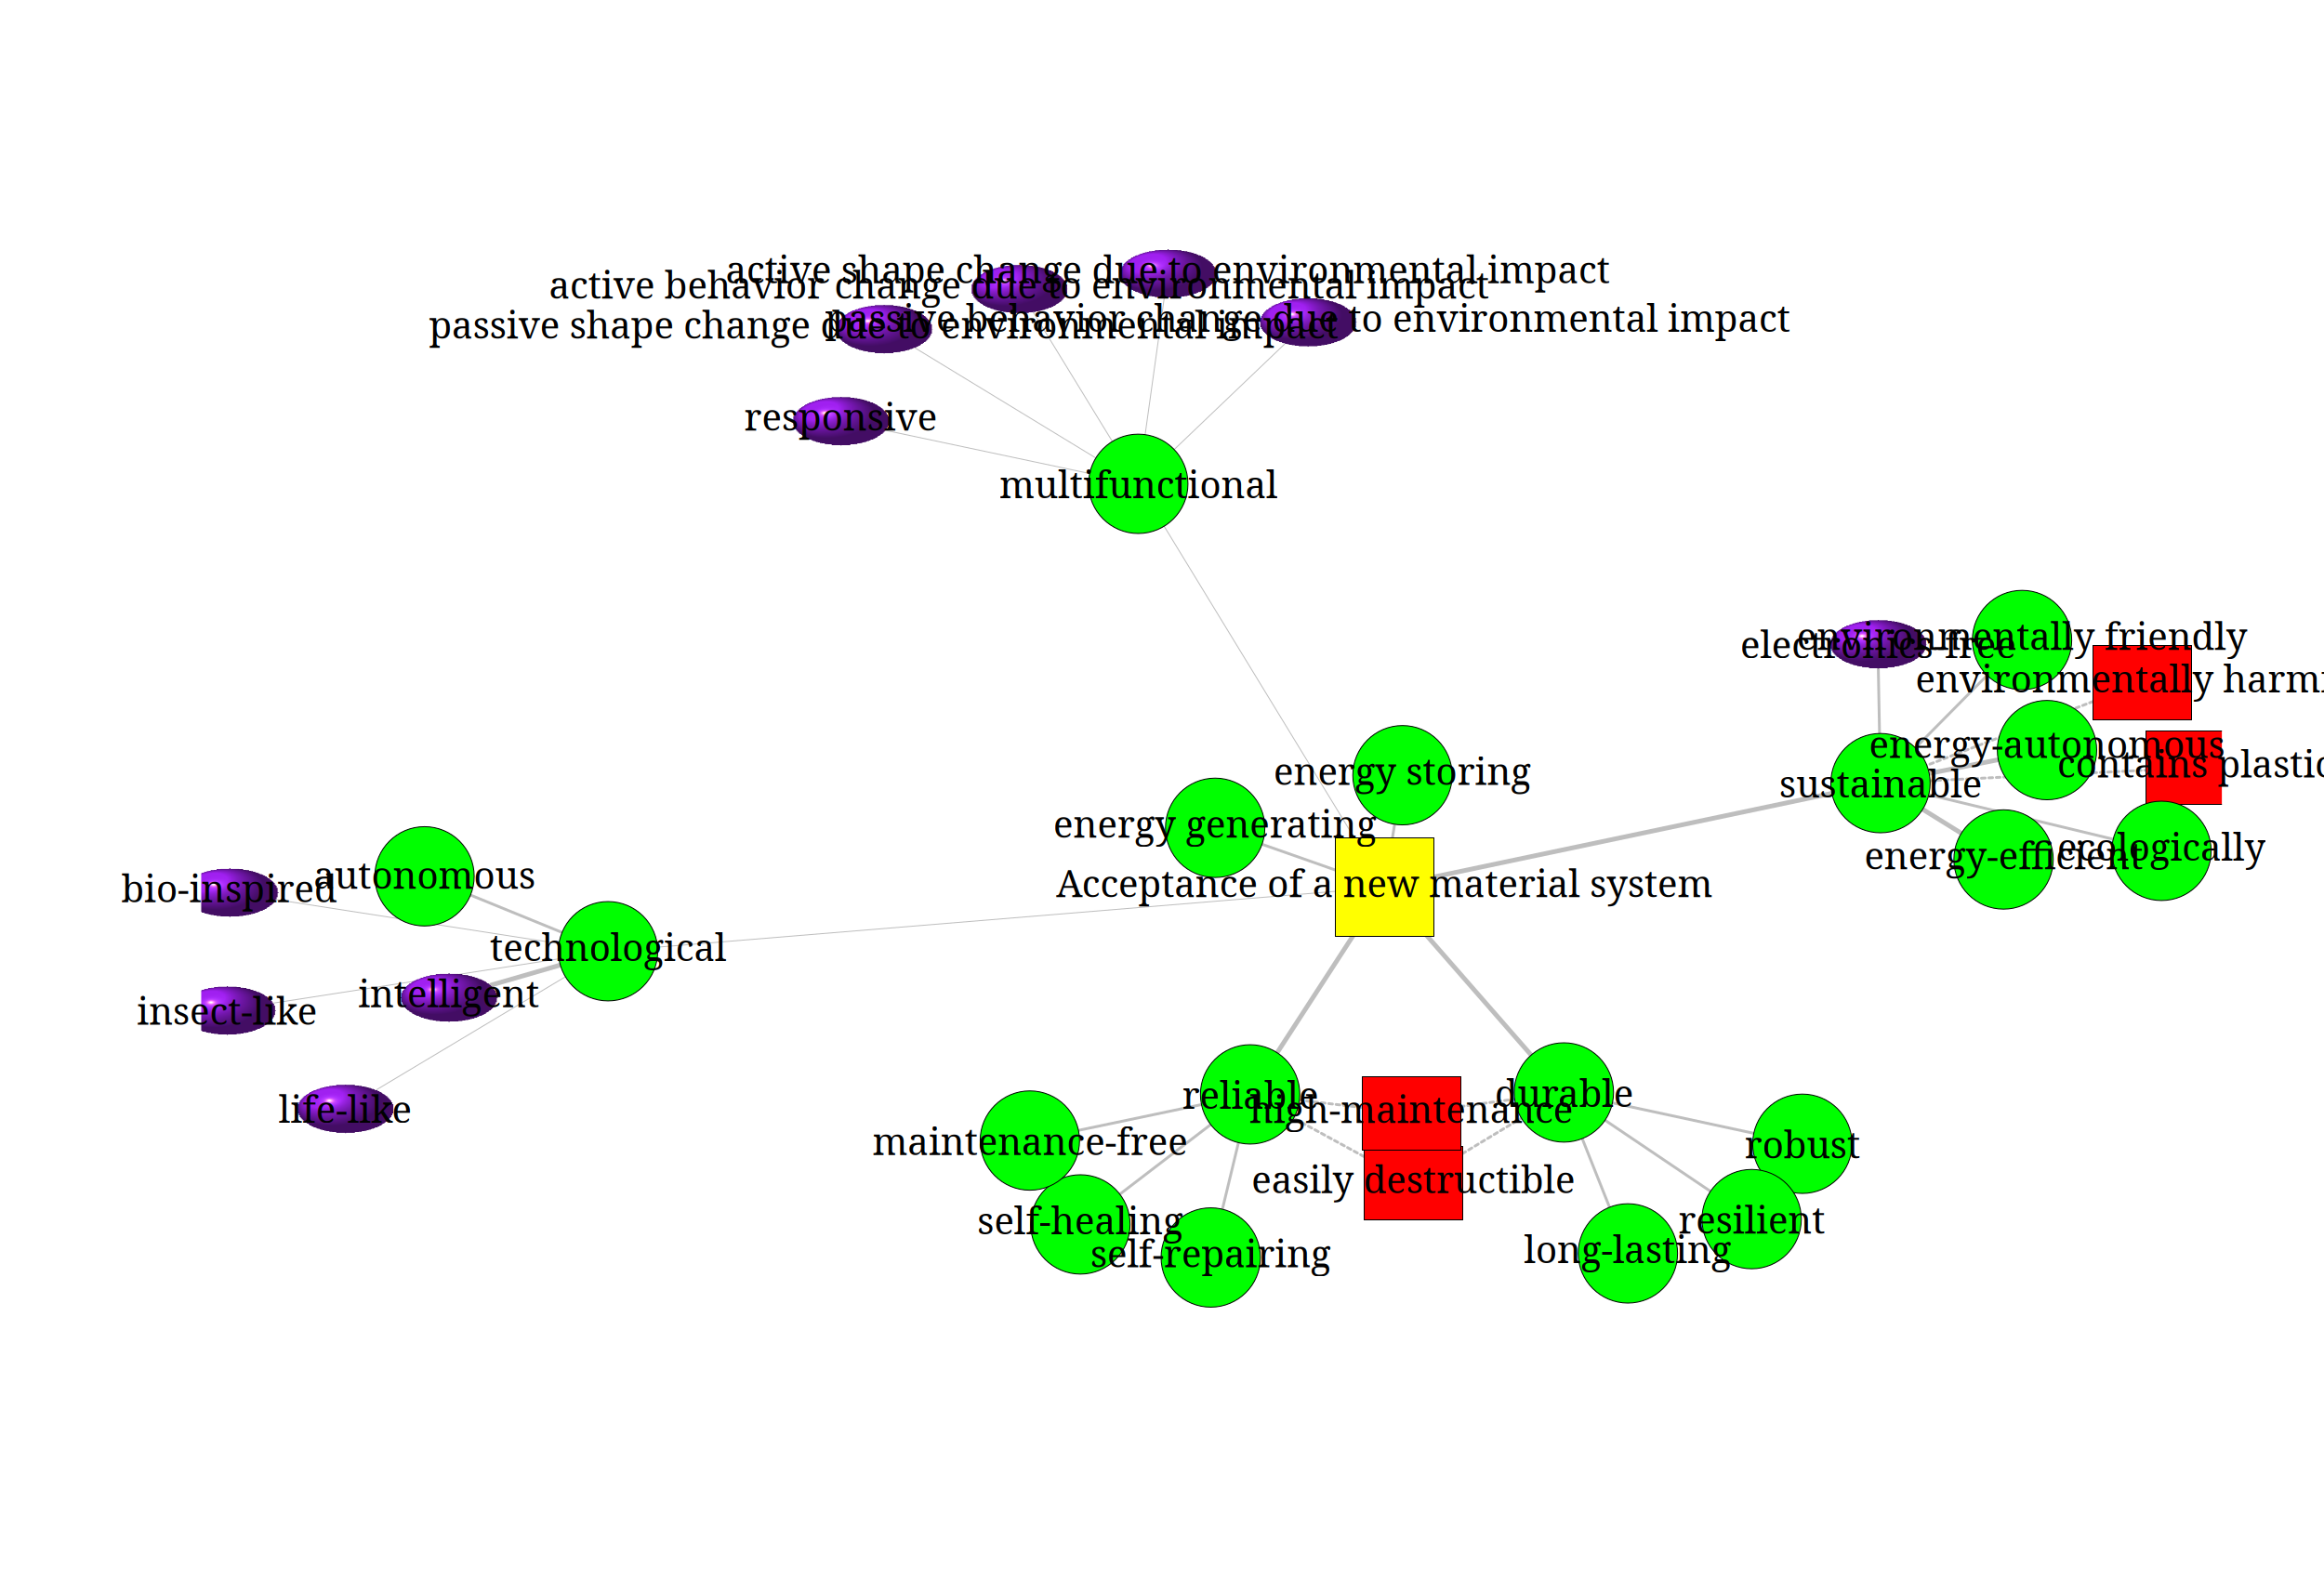 active shape change due to environmental impact
active behavior change due to environmental impact
passive behavior change due to environmental impact
passive shape change due to environmental impact
responsive
multifunctional
environmentally friendly
electronics-free
environmentally harm
energy-autonomous
contains plastic
energy storing
sustainable
energy generating
ecologically
energy-efficient
Acceptance of a new material system
autonomous
bio-inspired
technological
intelligent
insect-like
life-like
reliable
durable
high-maintenance
maintenance-free
robust
easily destructible
self-healing
resilient
self-repairing
long-lasting